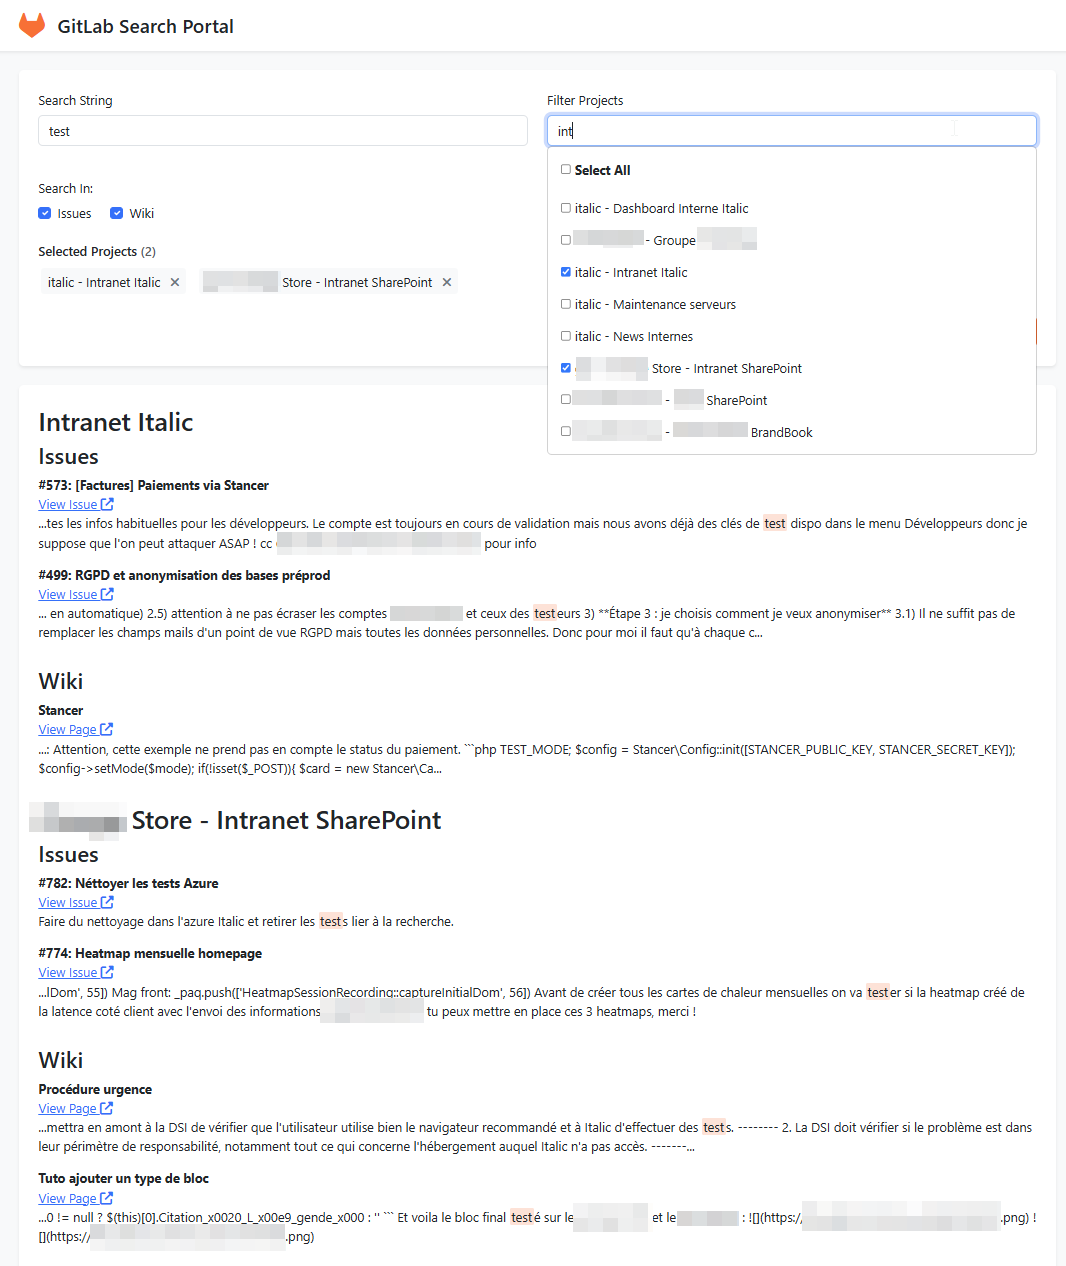 GitLab Search Portal
Search String
Filter Projects
test
int
Select All
Search In:
Issues
Wiki
italic - Dashboard Interne Italic
- Groupe
Selected Projects (2)
italic - Intranet Italic
Store - Intranet SharePoint
italic - Intranet Italic
italic - Maintenance serveurs
italic - News Internes
Store - Intranet SharePoint
- SharePoint
- BrandBook
Intranet Italic
Issues
#573: [Factures] Paiements via Stancer
View Issue
...tes les infos habituelles pour les développeurs. Le compte est toujours en cours de validation mais nous avons déjà des clés de test dispo dans le menu Développeurs donc je
suppose que l'on peut attaquer ASAP ! cc pour info
#499: RGPD et anonymisation des bases préprod
View Issue
... en automatique) 2.5) attention à ne pas écraser les comptes et ceux des testeurs 3) **Étape 3 : je choisis comment je veux anonymiser** 3.1) Il ne suffit pas de
remplacer les champs mails d'un point de vue RGPD mais toutes les données personnelles. Donc pour moi il faut qu'à chaque c...
Wiki
Stancer
View Page
...: Attention, cette exemple ne prend pas en compte le status du paiement. ```php TEST_MODE; $config = Stancer\Config::init([STANCER_PUBLIC_KEY, STANCER_SECRET_KEY]);
$config->setMode($mode); if(!isset($_POST)){ $card = new Stancer\Ca...
Store - Intranet SharePoint
Issues
#782: Néttoyer les tests Azure
View Issue
Faire du nettoyage dans l'azure Italic et retirer les tests lier à la recherche.
#774: Heatmap mensuelle homepage
View Issue
...lDom', 55]) Mag front: _paq.push(['HeatmapSessionRecording::captureInitialDom', 56]) Avant de créer tous les cartes de chaleur mensuelles on va tester si la heatmap créé de
la latence coté client avec l'envoi des informations tu peux mettre en place ces 3 heatmaps, merci !
Wiki
Procédure urgence
View Page
...mettra en amont à la DSI de vérifier que l'utilisateur utilise bien le navigateur recommandé et à Italic d'effectuer des tests. -------- 2. La DSI doit vérifier si le problème est dans
leur périmètre de responsabilité, notamment tout ce qui concerne l'hébergement auquel Italic n'a pas accès. -------...
Tuto ajouter un type de bloc
View Page
...0 != null ? $(this)[0].Citation_x0020_L_x00e9_gende_x000 : '' ``` Et voila le bloc final testé sur le et le : ![](https:/ .png) !
[](https:/ .png)